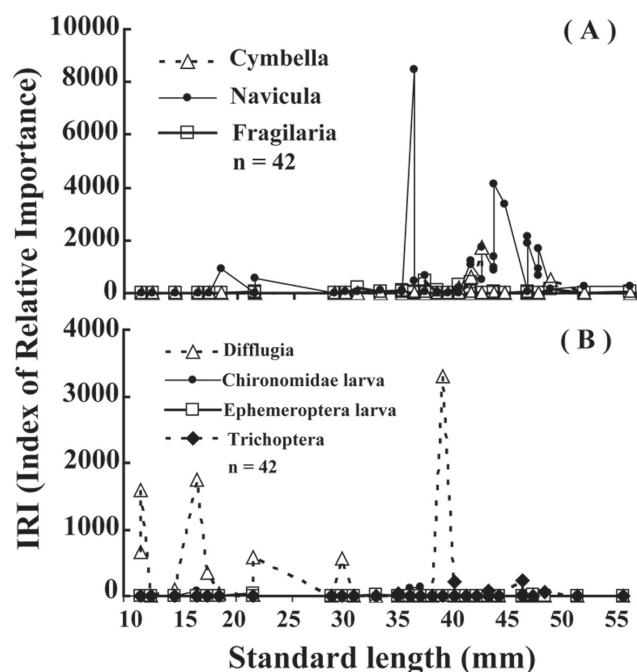 IRI (Index of Relative Importance)
( A )
10000
8000
6000
4000
2000
0
Cymbella
Navicula
Fragilaria
n = 42
( B )
4000
3000
2000
1000
0
Difflugia
Chironomidae larva
Ephemeroptera larva
Trichoptera
n = 42
10 15 20 25 30 35 40 45 50 55
Standard length (mm)